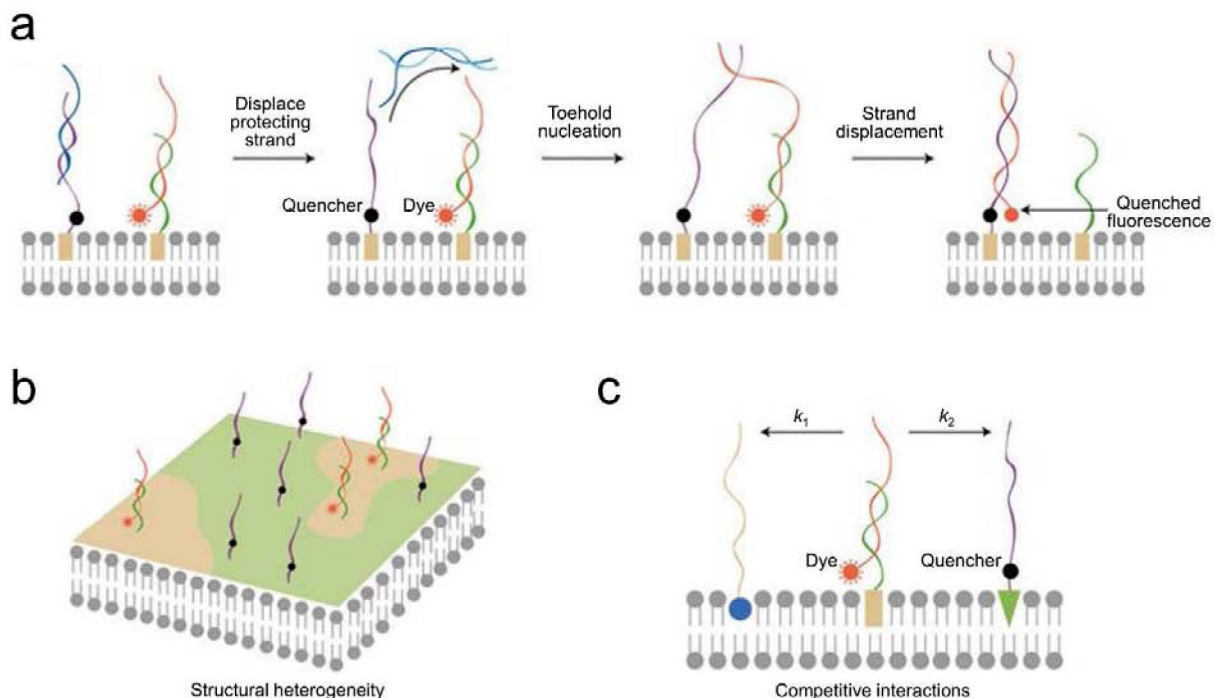 a
Displace
protecting
strand
Toehold
nucleation
Strand
displacement
Quencher
Dye
Quenched
fluorescence
b
Structural heterogeneity
c
k1
k2
Dye
Quencher
Competitive interactions